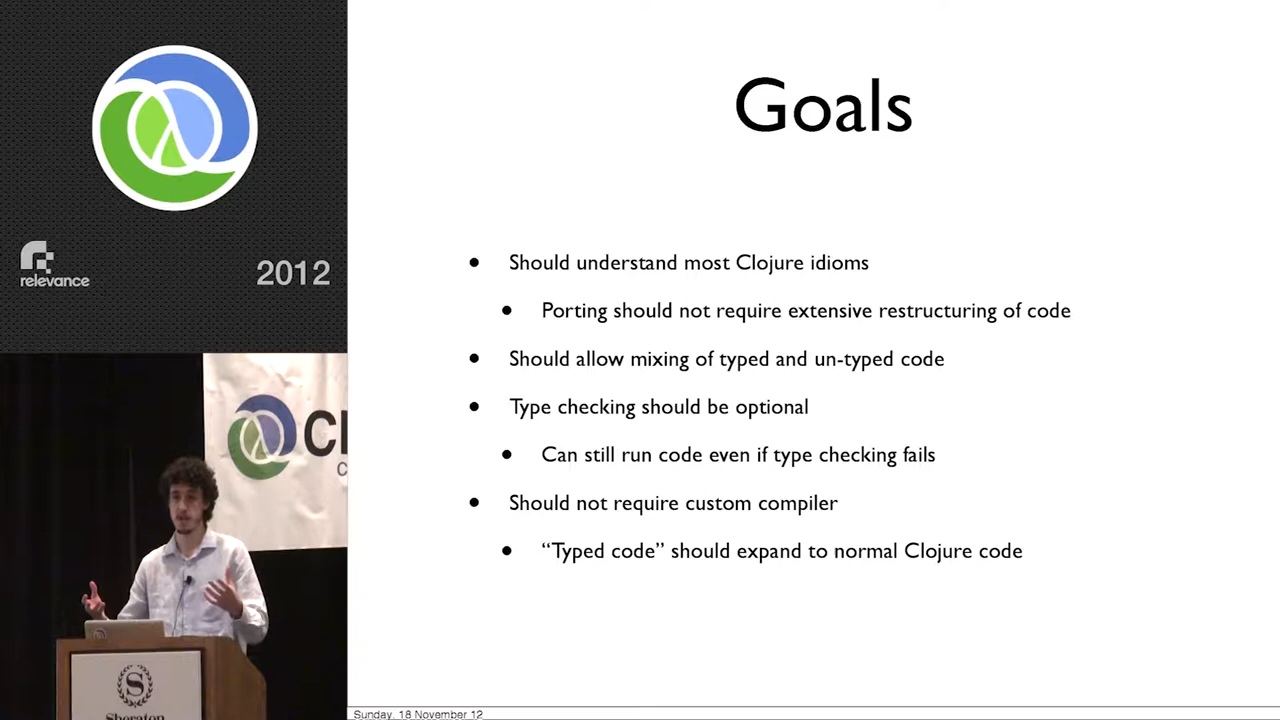 relevance
2012
Cl
C
S
Sheraton
Goals
Should understand most Clojure idioms
Porting should not require extensive restructuring of code
Should allow mixing of typed and un-typed code
Type checking should be optional
Can still run code even if type checking fails
Should not require custom compiler
“Typed code” should expand to normal Clojure code
Sunday, 18 November 12